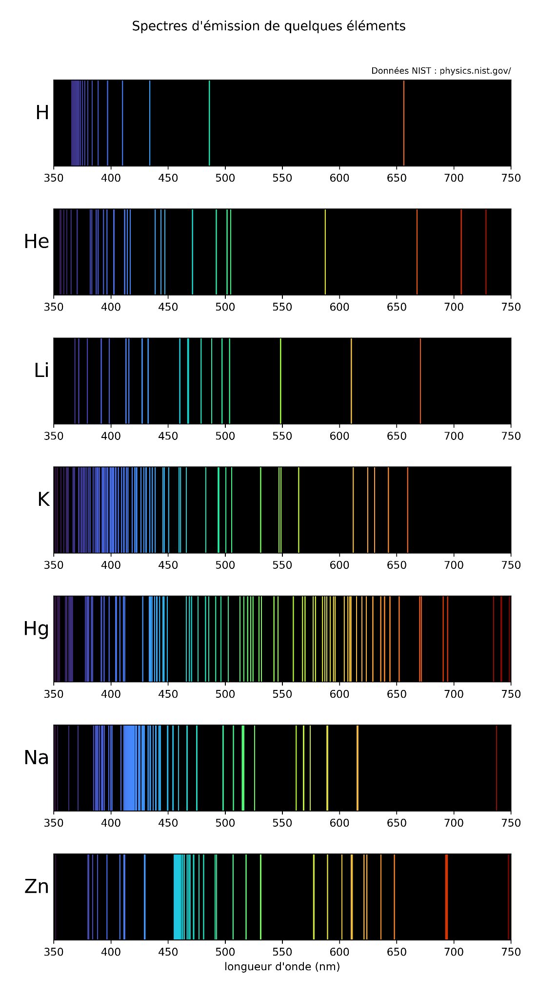 Spectres d'émission de quelques éléments
Données NIST : physics.nist.gov/
H
350 400 450 500 550 600 650 700 750
He
350 400 450 500 550 600 650 700 750
Li
350 400 450 500 550 600 650 700 750
K
350 400 450 500 550 600 650 700 750
Hg
350 400 450 500 550 600 650 700 750
Na
350 400 450 500 550 600 650 700 750
Zn
350 400 450 500 550 600 650 700 750
longueur d'onde (nm)